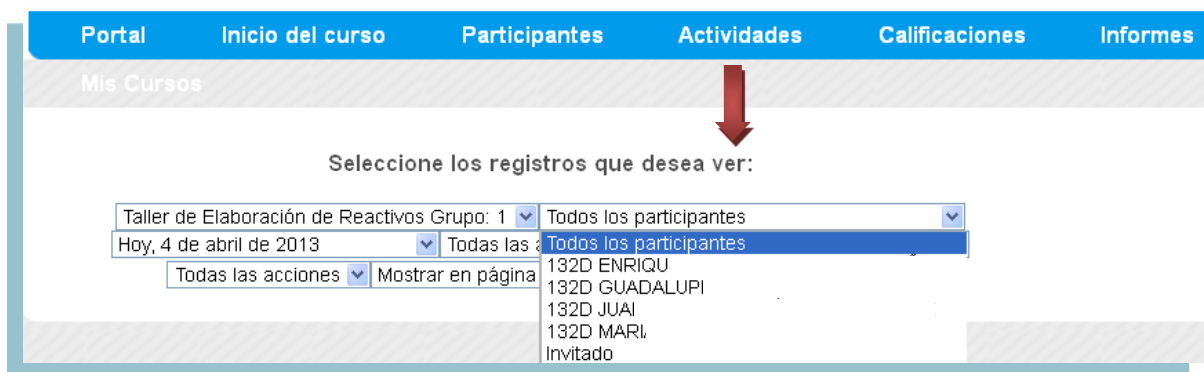 Portal Inicio del curso Participantes Actividades Calificaciones Informes
Mis Cursos
Seleccione los registros que desea ver:
Taller de Elaboración de Reactivos Grupo: 1 Todos los participantes
Hoy, 4 de abril de 2013 Todas las Todos los participantes
Todas las acciones Mostrar en página 132D ENRIQU
132D GUADALUP
132D JUA
132D MARI
Invitado